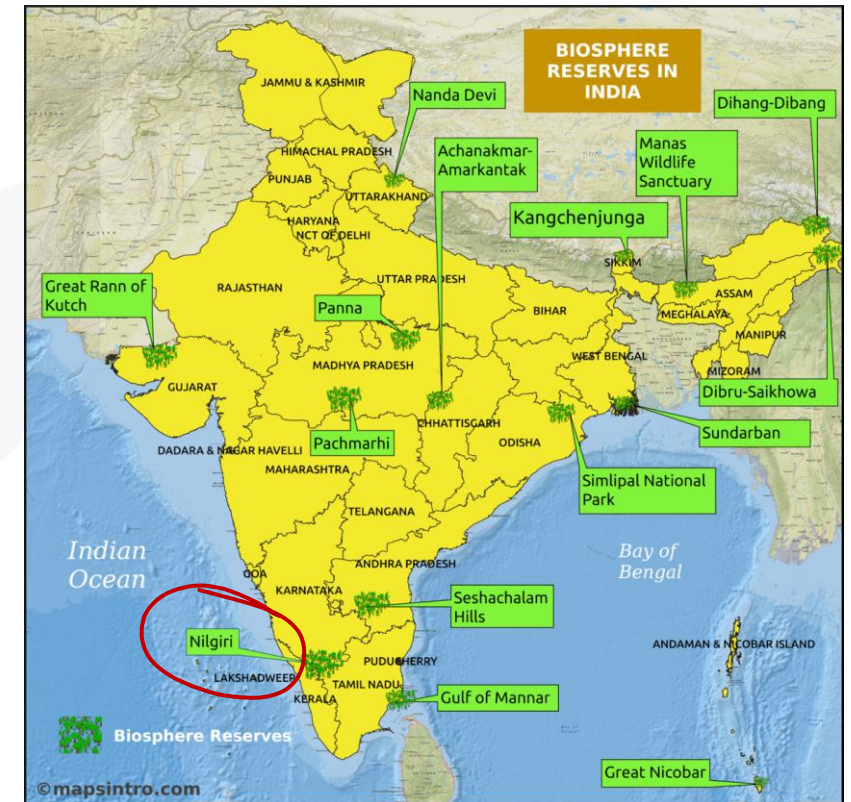 BIOSPHERE
RESERVES IN
INDIA
JAMMU & KASHMIR
Nanda Devi
Dihang-Dibang
HIMACHAL PRADESH
Achanakmar-
Amarkantak
Manas
Wildlife
Sanctuary
PUNJAB
UTTARAKHAND
HARYANA
NCT OF DELHI
Kangchenjunga
SIKKIM
Great Rann of
Kutch
RAJASTHAN
UTTAR PRADESH
ASSAM
Panna
BIHAR
MEGHALAYA
MANIPUR
WEST BENGAL
MADHYA PRADESH
MIZORAM
GUJARAT
Dibru-Saikhowa
CHHATTISGARH
Sundarban
Pachmarhi
ODISHA
DADARA & NAGAR HAVELLI
MAHARASHTRA
Simlipal National
Park
TELANGANA
Indian
Ocean
Bay of
Bengal
ANDHRA PRADESH
GOA
KARNATAKA
Seshachalam
Hills
Nilgiri
ANDAMAN & NICOBAR ISLAND
PUDUCHERRY
LAKSHADWEEP
TAMIL NADU
KERALA
Gulf of Mannar
Biosphere Reserves
Great Nicobar
©mapsintro.com